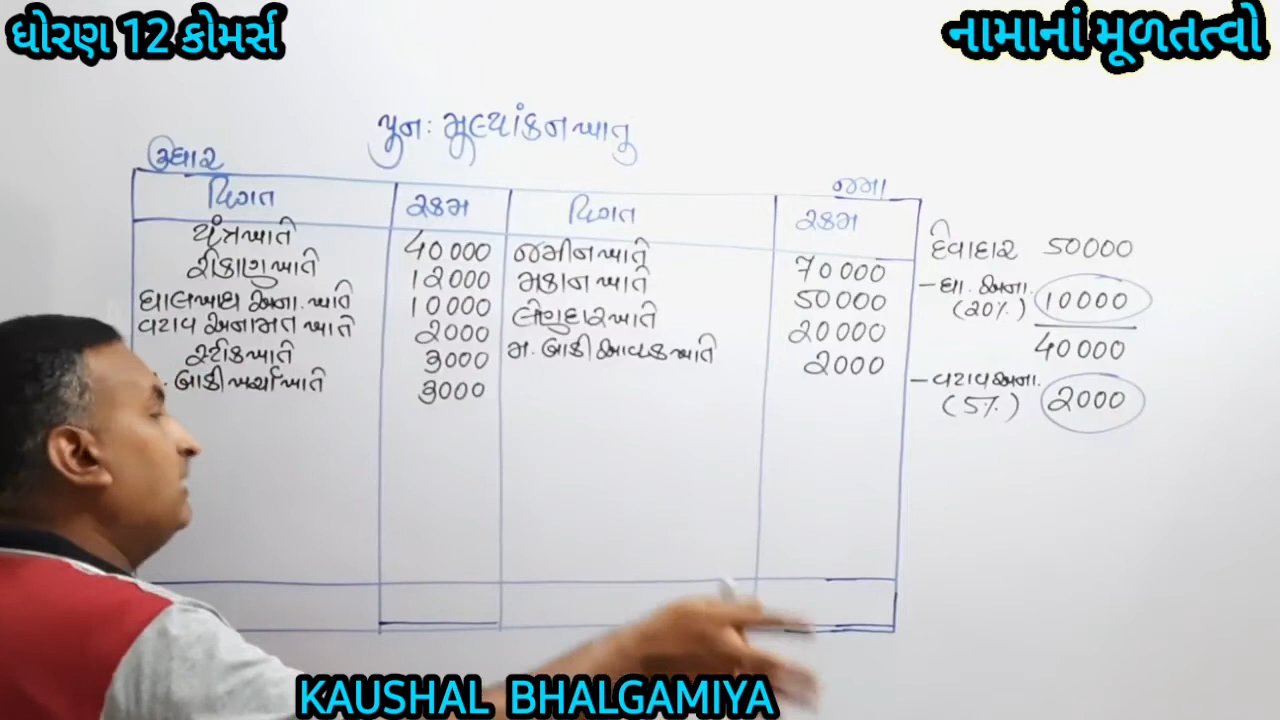 ધોરણ 12 કોમર્સ
નામાનાં મૂળતત્વો
પુનઃ મુલ્યાંકન ખાતુ
ઉધાર
જમા
વિગત રકમ વિગત રકમ
યંત્ર ખાતે 40000 જમીન ખાતે 70000
રીકાણુ ખાતે 12000 મકાન ખાતે 50000
ઘાલખાધ અના. ખાતે 10000 લેણદાર ખાતે 20000
વટાવ અનામત ખાતે 2000 મ. બાકી આવક ખાતે 2000
સ્ટોક ખાતે 3000
. બાકી ખર્ચા ખાતે 3000
દેવાદાર 50000
- ઘા. અના. (20%) 10000
40000
- વટાવ અના. (5%) 2000
KAUSHAL BHALGAMIYA